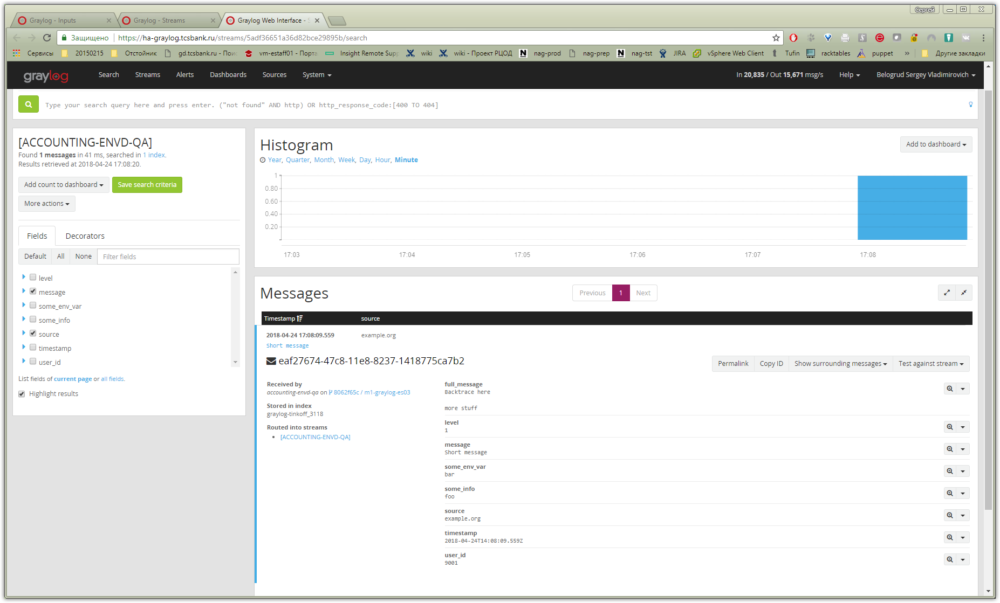 Сергей
Graylog - Inputs
Graylog - Streams
Graylog Web Interface - S
Защищено
https://ha-graylog.tcsbank.ru/streams/5adf36651a36d82bce29895b/search
Сервисы 20150215 Отстойник gd.tcsbank.ru - Поис vm-estaff01 - Порта Insight Remote Supp wiki wiki - Проект РЦОД nag-prod nag-prep nag-tst JIRA vSphere Web Client Tufin racktables puppet » Другие закладки
graylog Search Streams Alerts Dashboards Sources System In 20,835 / Out 15,671 msg/s Help Belogrud Sergey Vladimirovich
Type your search query here and press enter. ("not found" AND http) OR http_response_code:[400 TO 404]
[ACCOUNTING-ENVD-QA]
Found 1 messages in 41 ms, searched in 1 index.
Results retrieved at 2018-04-24 17:08:20.
Add count to dashboard Save search criteria
More actions
Fields Decorators
Default All None Filter fields
level
message
some_env_var
some_info
source
timestamp
user_id
List fields of current page or all fields.
Highlight results
Histogram
Add to dashboard
Year, Quarter, Month, Week, Day, Hour, Minute
1
0.80
0.60
0.40
0.20
17:03 17:04 17:05 17:06 17:07 17:08
Messages
Previous 1 Next
Timestamp source
2018-04-24 17:08:09.559 example.org
Short message
eaf27674-47c8-11e8-8237-1418775ca7b2
Permalink Copy ID Show surrounding messages Test against stream
Received by
accounting-envd-qa on 8062f65c / m1-graylog-es03
Stored in index
graylog-tinkoff_3118
Routed into streams
[ACCOUNTING-ENVD-QA]
full_message
Backtrace here
more stuff
level
1
message
Short message
some_env_var
bar
some_info
foo
source
example.org
timestamp
2018-04-24T14:08:09.559Z
user_id
9001